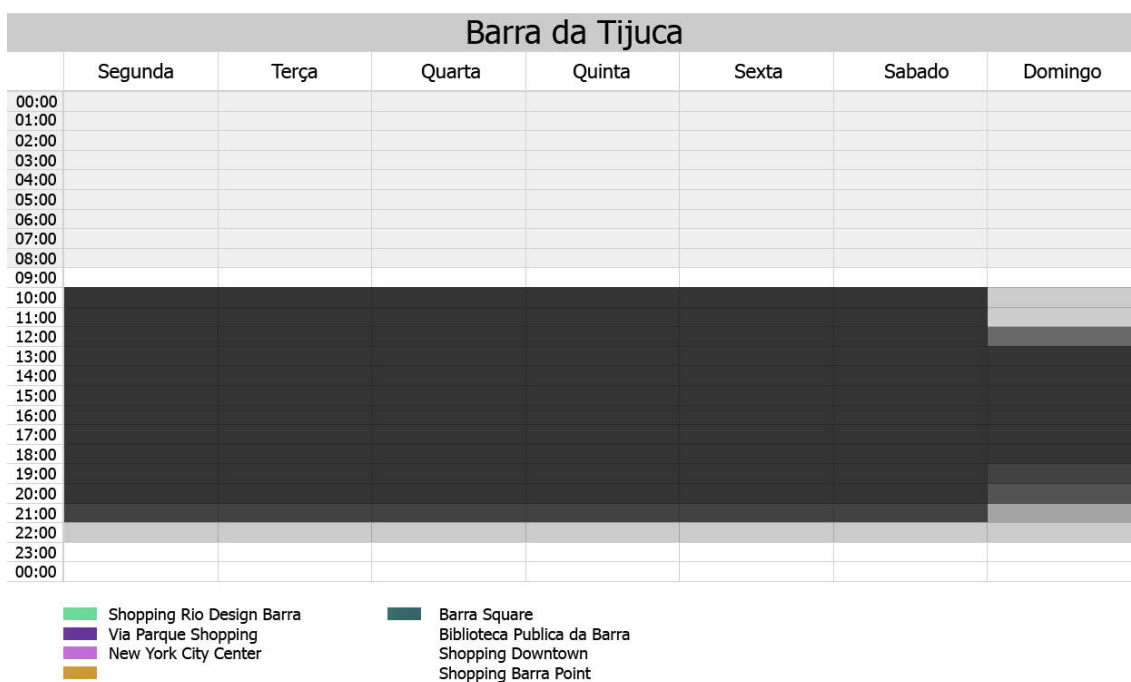 Barra da Tijuca
Segunda Terça Quarta Quinta Sexta Sabado Domingo
00:00
01:00
02:00
03:00
04:00
05:00
06:00
07:00
08:00
09:00
10:00
11:00
12:00
13:00
14:00
15:00
16:00
17:00
18:00
19:00
20:00
21:00
22:00
23:00
00:00
Shopping Rio Design Barra
Via Parque Shopping
New York City Center
Barra Square
Biblioteca Publica da Barra
Shopping Downtown
Shopping Barra Point